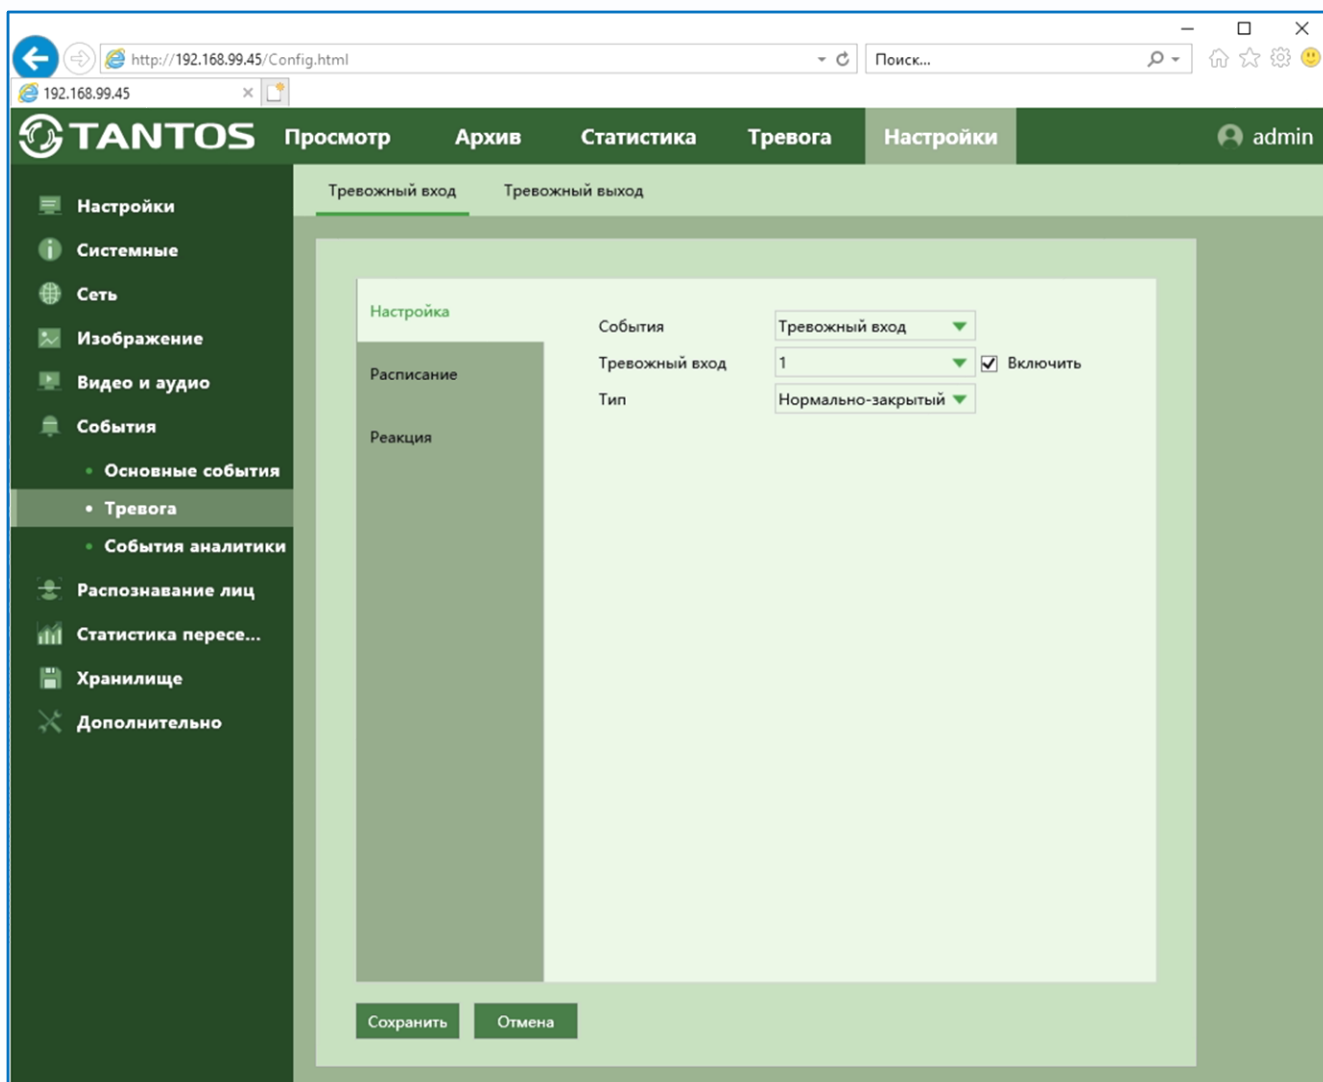 http://192.168.99.45/Config.html
Поиск...
192.168.99.45
TANTOS
Просмотр
Архив
Статистика
Тревога
Настройки
admin
Тревожный вход
Тревожный выход
Настройки
Системные
Сеть
Изображение
Видео и аудио
События
Основные события
Тревога
События аналитики
Распознавание лиц
Статистика пересе...
Хранилище
Дополнительно
Настройка
Расписание
Реакция
События
Тревожный вход
Тревожный вход
1
Включить
Тип
Нормально-закрытый
Сохранить
Отмена